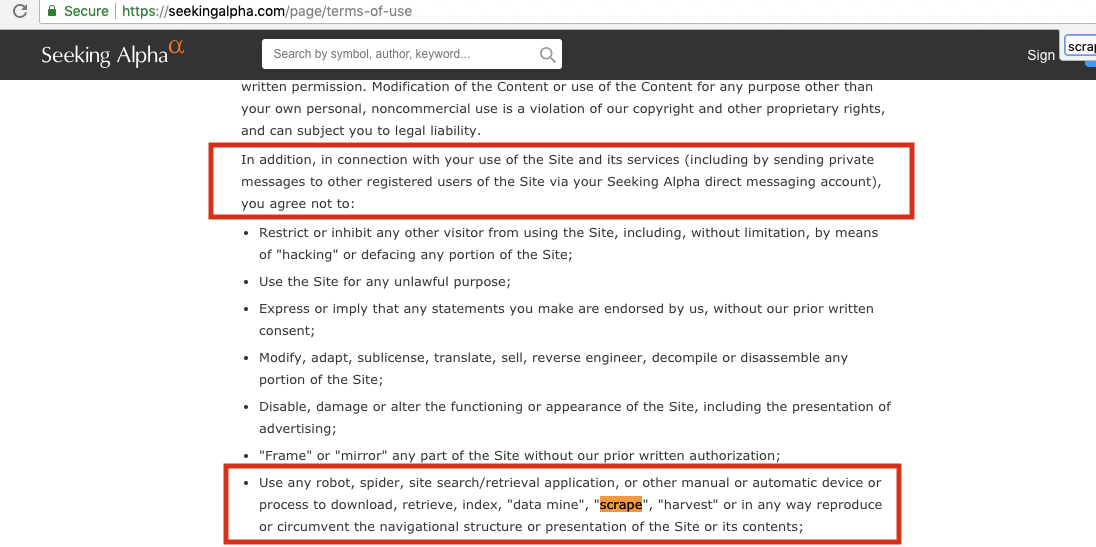 Secure https://seekingalpha.com/page/terms-of-use
Seeking Alpha α
Search by symbol, author, keyword...
Sign
scrap
written permission. Modification of the Content or use of the Content for any purpose other than
your own personal, noncommercial use is a violation of our copyright and other proprietary rights,
and can subject you to legal liability.
In addition, in connection with your use of the Site and its services (including by sending private
messages to other registered users of the Site via your Seeking Alpha direct messaging account),
you agree not to:
• Restrict or inhibit any other visitor from using the Site, including, without limitation, by means
of "hacking" or defacing any portion of the Site;
• Use the Site for any unlawful purpose;
• Express or imply that any statements you make are endorsed by us, without our prior written
consent;
• Modify, adapt, sublicense, translate, sell, reverse engineer, decompile or disassemble any
portion of the Site;
• Disable, damage or alter the functioning or appearance of the Site, including the presentation of
advertising;
• "Frame" or "mirror" any part of the Site without our prior written authorization;
• Use any robot, spider, site search/retrieval application, or other manual or automatic device or
process to download, retrieve, index, "data mine", "scrape", "harvest" or in any way reproduce
or circumvent the navigational structure or presentation of the Site or its contents;